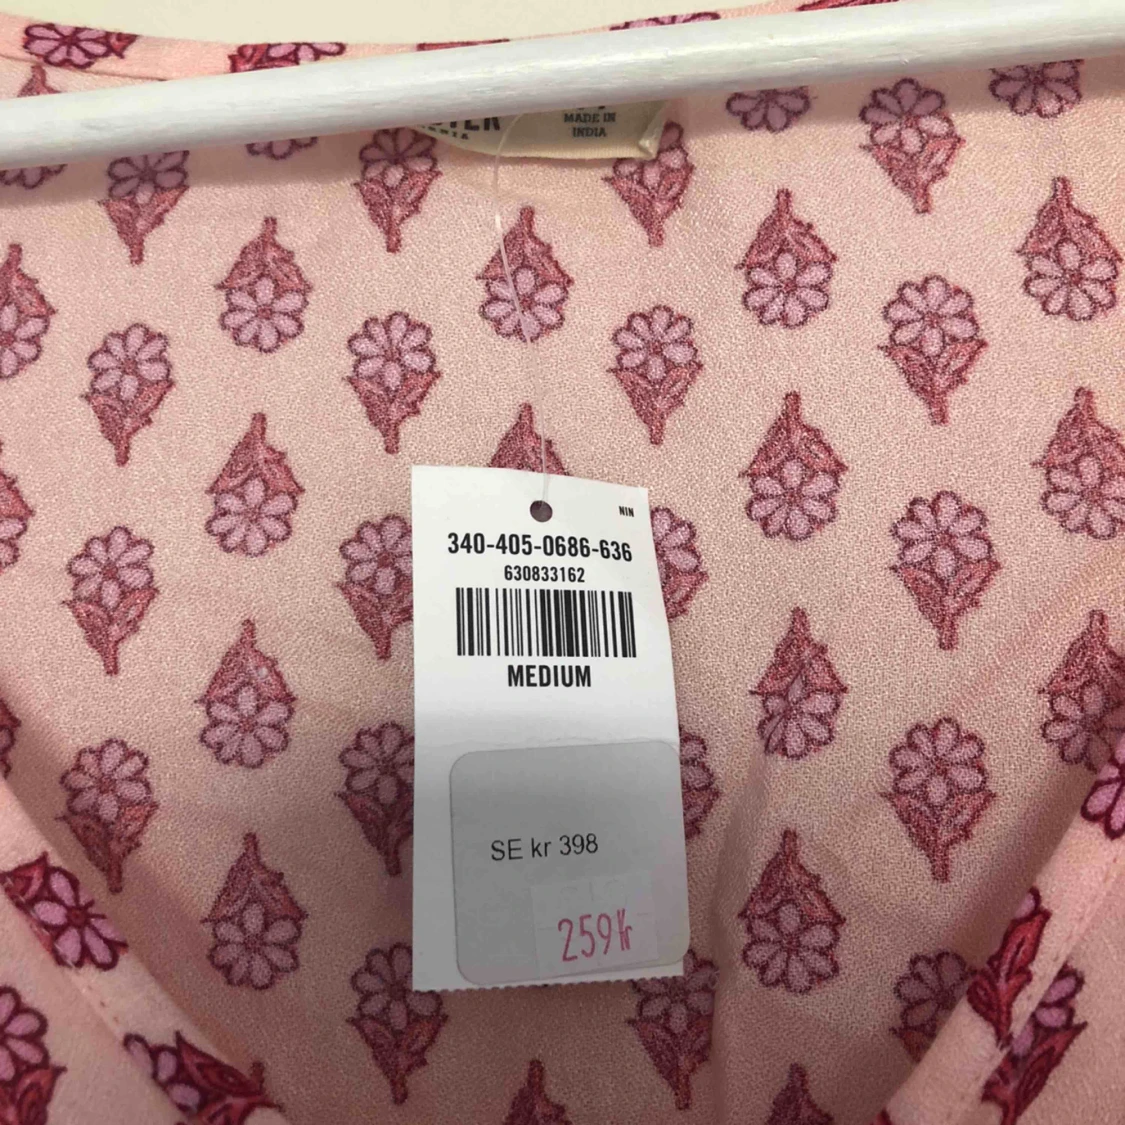 MADE IN
INDIA
NIN
340-405-0686-636
630833162
MEDIUM
SE kr 398
259kr